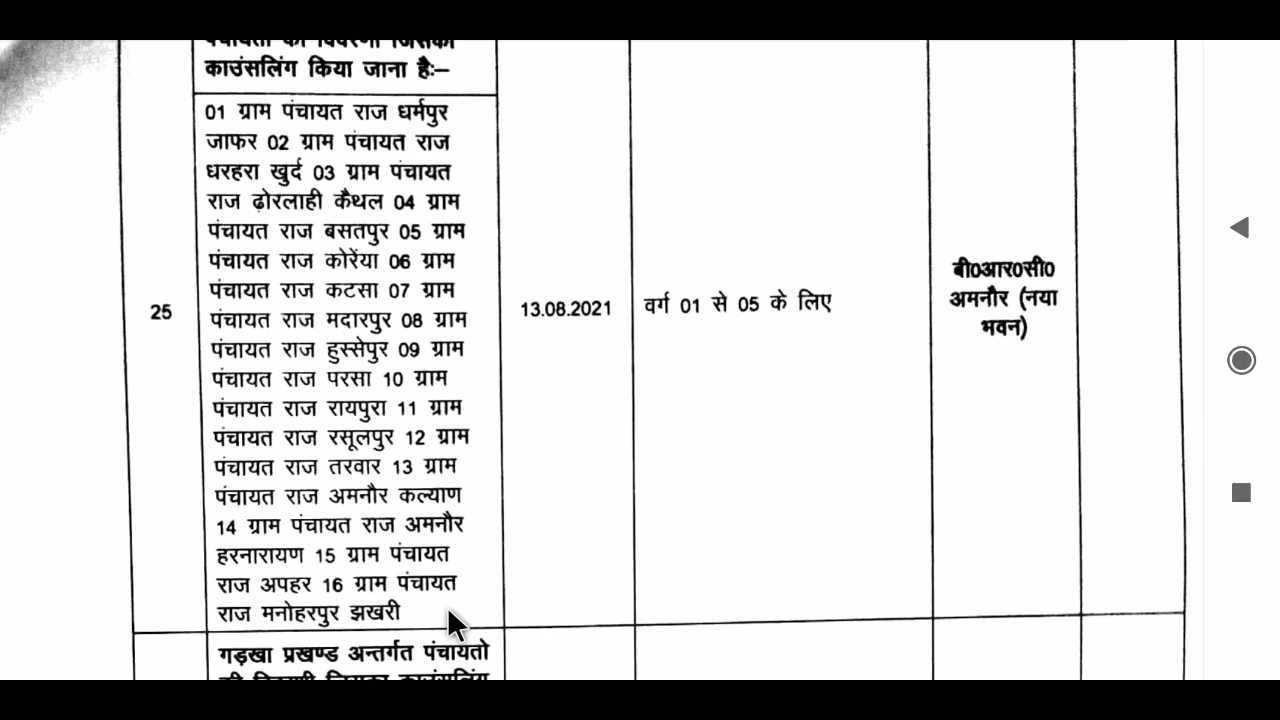 काउंसलिंग किया जाना है:–
01 ग्राम पंचायत राज धर्मपुर
जाफर 02 ग्राम पंचायत राज
धरहरा खुर्द 03 ग्राम पंचायत
राज ढ़ोरलाही कैथल 04 ग्राम
पंचायत राज बसतपुर 05 ग्राम
पंचायत राज कोरेंया 06 ग्राम
पंचायत राज कटसा 07 ग्राम
पंचायत राज मदारपुर 08 ग्राम
पंचायत राज हुस्सेपुर 09 ग्राम
पंचायत राज परसा 10 ग्राम
पंचायत राज रायपुरा 11 ग्राम
पंचायत राज रसूलपुर 12 ग्राम
पंचायत राज तरवार 13 ग्राम
पंचायत राज अमनौर कल्याण
14 ग्राम पंचायत राज अमनौर
हरनारायण 15 ग्राम पंचायत
राज अपहर 16 ग्राम पंचायत
राज मनोहरपुर झखरी
25
13.08.2021
वर्ग 01 से 05 के लिए
बी0आर0सी0
अमनौर (नया
भवन)
गड़खा प्रखण्ड अन्तर्गत पंचायतो